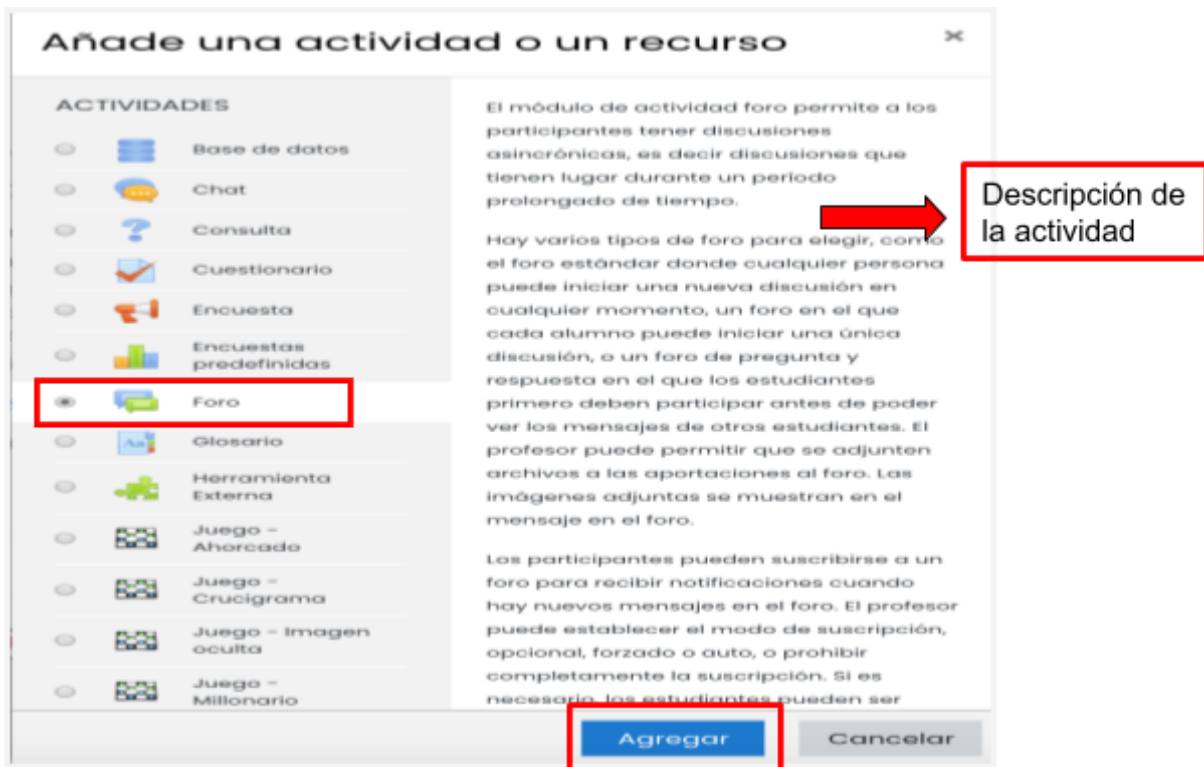 Añade una actividad o un recurso
×
ACTIVIDADES
Base de datos
Chat
Consulta
Cuestionario
Encuesta
Encuestas
predefinidas
Foro
Glosario
Herramienta
Externa
Juego -
Ahorcado
Juego -
Crucigrama
Juego - Imagen
oculta
Juego -
Millonario
El módulo de actividad foro permite a los
participantes tener discusiones
asincrónicas, es decir discusiones que
tienen lugar durante un período
prolongado de tiempo.
Hay varios tipos de foro para elegir, como
el foro estándar donde cualquier persona
puede iniciar una nueva discusión en
cualquier momento, un foro en el que
cada alumno puede iniciar una única
discusión, o un foro de pregunta y
respuesta en el que los estudiantes
primero deben participar antes de poder
ver los mensajes de otros estudiantes. El
profesor puede permitir que se adjunten
archivos a las aportaciones al foro. Las
imágenes adjuntas se muestran en el
mensaje en el foro.
Los participantes pueden suscribirse a un
foro para recibir notificaciones cuando
hay nuevos mensajes en el foro. El profesor
puede establecer el modo de suscripción,
opcional, forzado o auto, o prohibir
completamente la suscripción. Si es
necesario, los estudiantes pueden ser
Descripción de
la actividad
Agregar
Cancelar